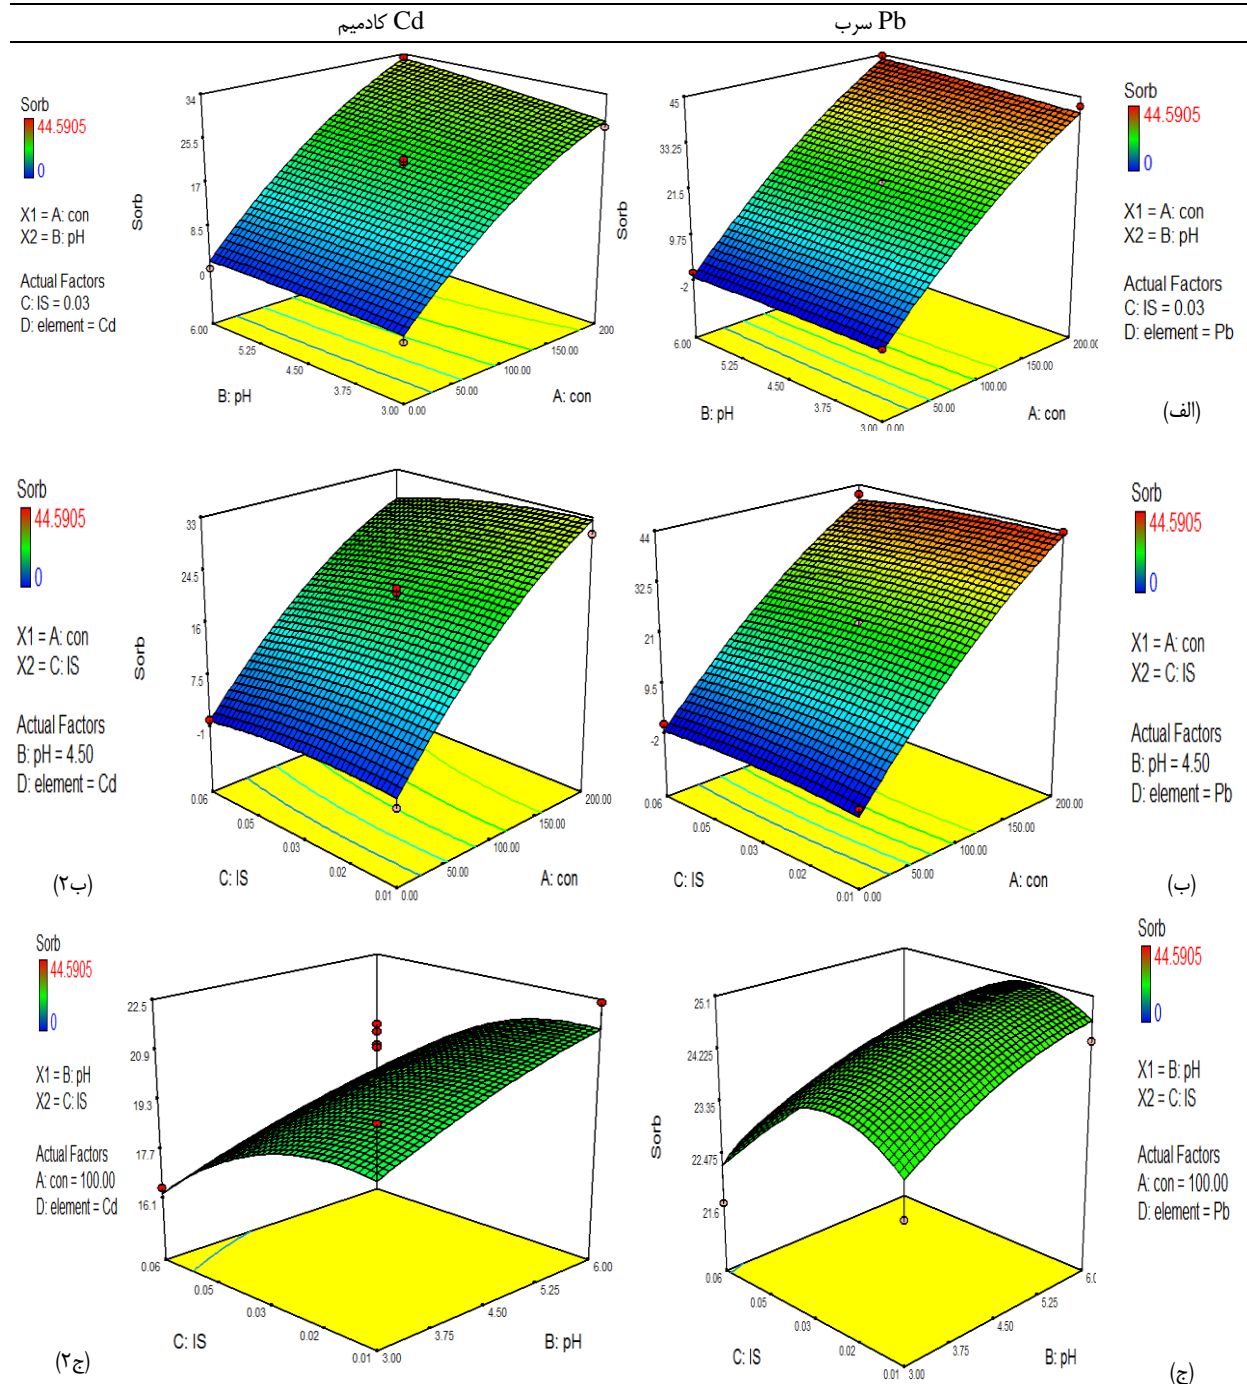 Cd کادمیم
Pb سرب
Sorb
44.5905
0
X1 = A: con
X2 = B: pH
Actual Factors
C: IS = 0.03
D: element = Cd
34
25.5
17
8.5
0
Sorb
6.00
5.25
4.50
3.75
3.00
0.00
50.00
100.00
150.00
200
B: pH
A: con
45
33.25
21.5
9.75
-2
Sorb
6.00
5.25
4.50
3.75
3.00
0.00
50.00
100.00
150.00
200.00
B: pH
A: con
Sorb
44.5905
0
X1 = A: con
X2 = B: pH
Actual Factors
C: IS = 0.03
D: element = Pb
(الف)
Sorb
44.5905
0
X1 = A: con
X2 = C: IS
Actual Factors
B: pH = 4.50
D: element = Cd
(ب۲)
33
24.5
16
7.5
-1
Sorb
0.06
0.05
0.03
0.02
0.01
0.00
50.00
100.00
150.00
200.00
C: IS
A: con
44
32.5
21
9.5
-2
0.06
0.05
0.03
0.02
0.01
0.00
50.00
100.00
150.00
200.00
C: IS
A: con
Sorb
44.5905
0
X1 = A: con
X2 = C: IS
Actual Factors
B: pH = 4.50
D: element = Pb
(ب)
Sorb
44.5905
0
X1 = B: pH
X2 = C: IS
Actual Factors
A: con = 100.00
D: element = Cd
(ج۲)
22.5
20.9
19.3
17.7
16.1
0.06
0.05
0.03
0.02
0.01
3.00
3.75
4.50
5.25
6.00
C: IS
B: pH
25.1
24.225
23.35
22.475
21.6
Sorb
0.06
0.05
0.03
0.02
0.01
3.00
3.75
4.50
5.25
C: IS
B: pH
Sorb
44.5905
0
X1 = B: pH
X2 = C: IS
Actual Factors
A: con = 100.00
D: element = Pb
(ج)